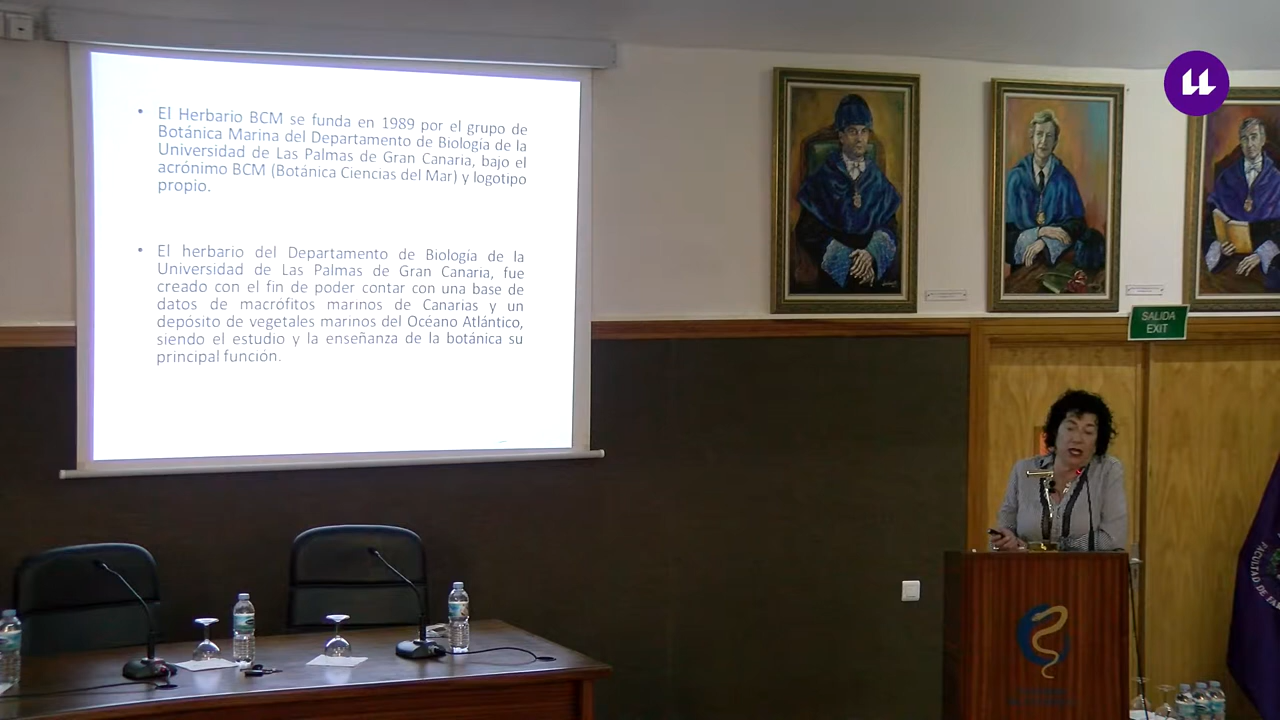 • El Herbario BCM se funda en 1989 por el grupo de
Botánica Marina del Departamento de Biología de la
Universidad de Las Palmas de Gran Canaria, bajo el
acrónimo BCM (Botánica Ciencias del Mar) y logotipo
propio.
• El herbario del Departamento de Biología de la
Universidad de Las Palmas de Gran Canaria, fue
creado con el fin de poder contar con una base de
datos de macrófitos marinos de Canarias y un
depósito de vegetales marinos del Océano Atlántico,
siendo el estudio y la enseñanza de la botánica su
principal función.
SALIDA
EXIT
FACULTAD DE